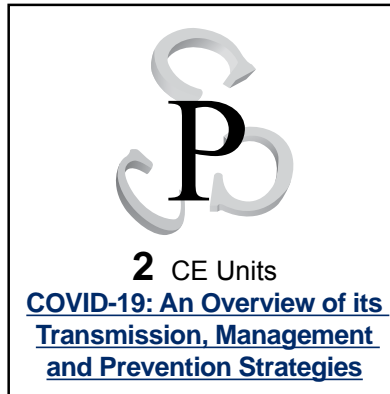 P
2 CE Units
COVID-19: An Overview of its
Transmission, Management
and Prevention Strategies